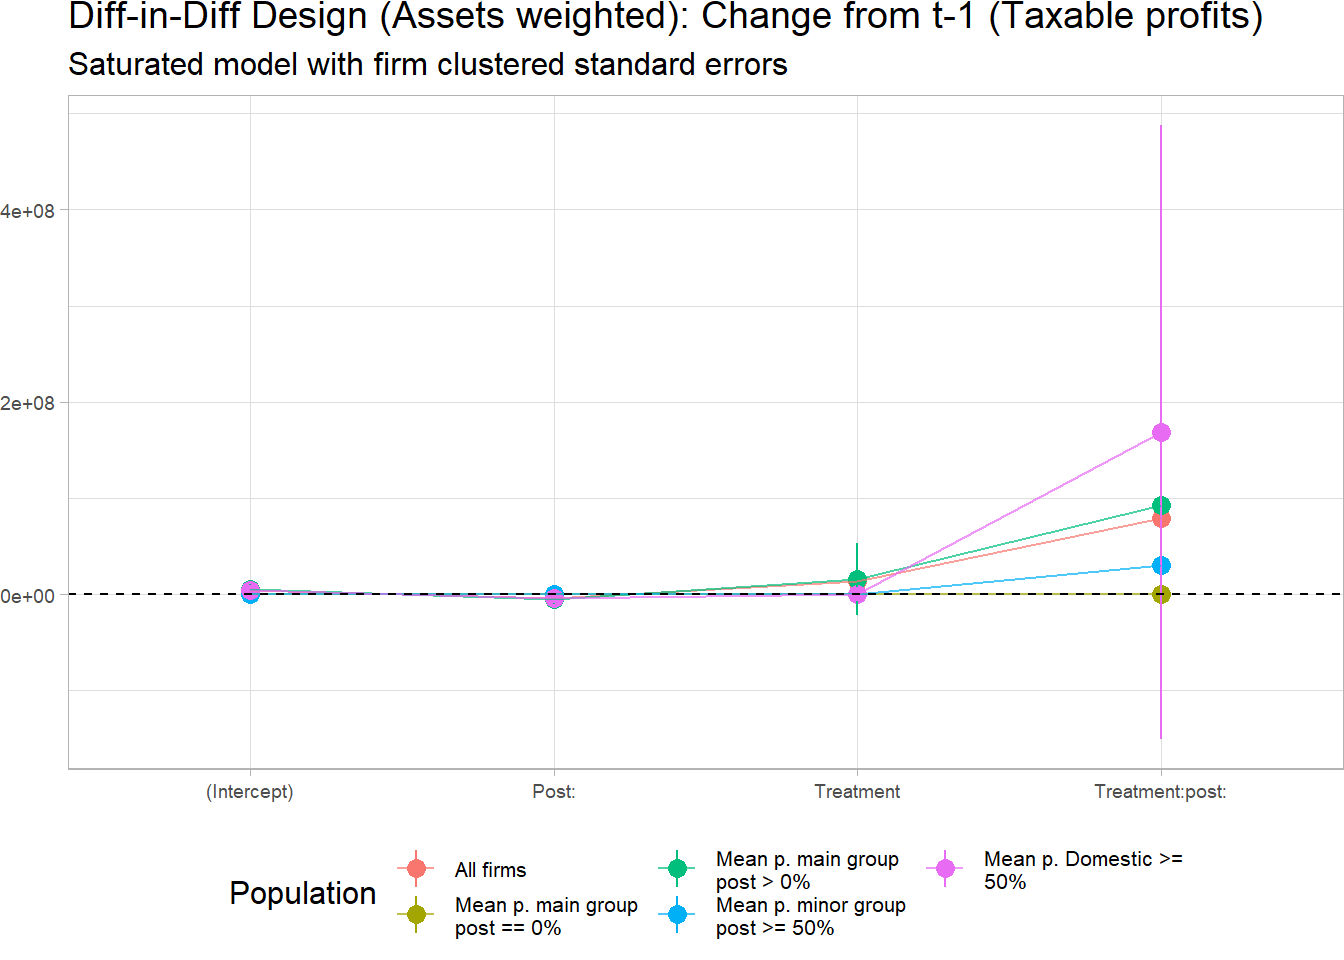 Diff-in-Diff Design (Assets weighted): Change from t-1 (Taxable profits)
Saturated model with firm clustered standard errors
4e+08
2e+08
0e+00
(Intercept)
Post:
Treatment
Treatment:post:
Population
All firms
Mean p. main group
post == 0%
Mean p. main group
post > 0%
Mean p. minor group
post >= 50%
Mean p. Domestic >=
50%